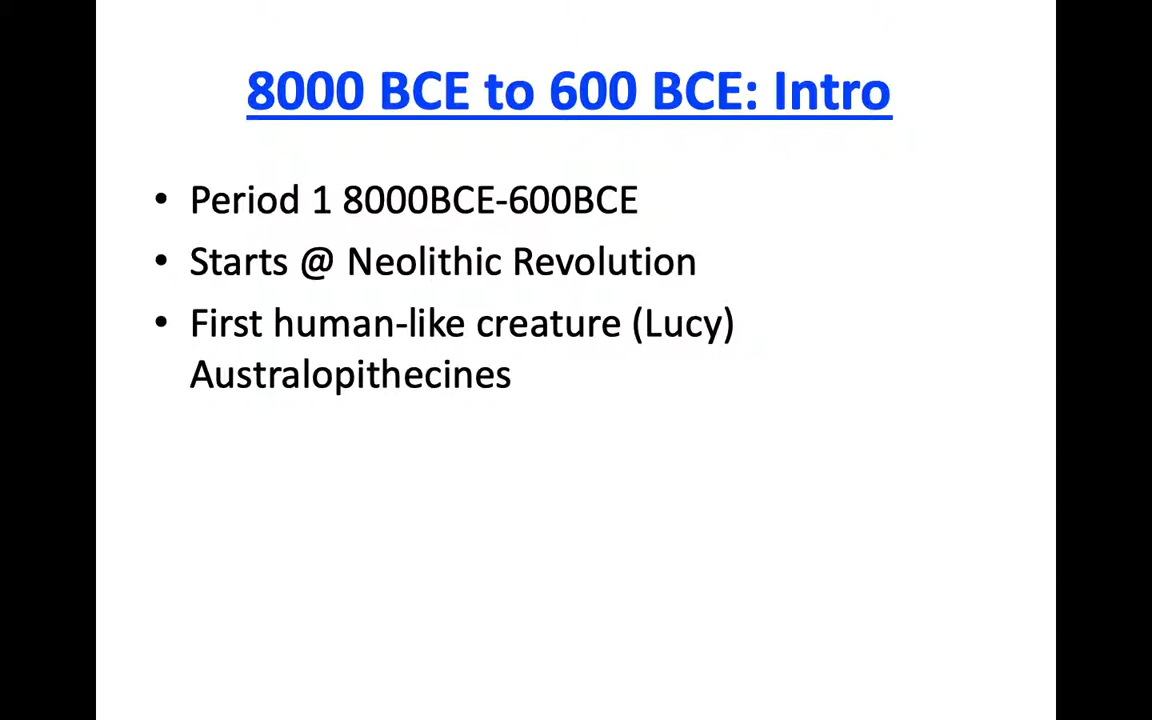 8000 BCE to 600 BCE: Intro
• Period 1 8000BCE-600BCE
• Starts @ Neolithic Revolution
• First human-like creature (Lucy)
Australopithecines